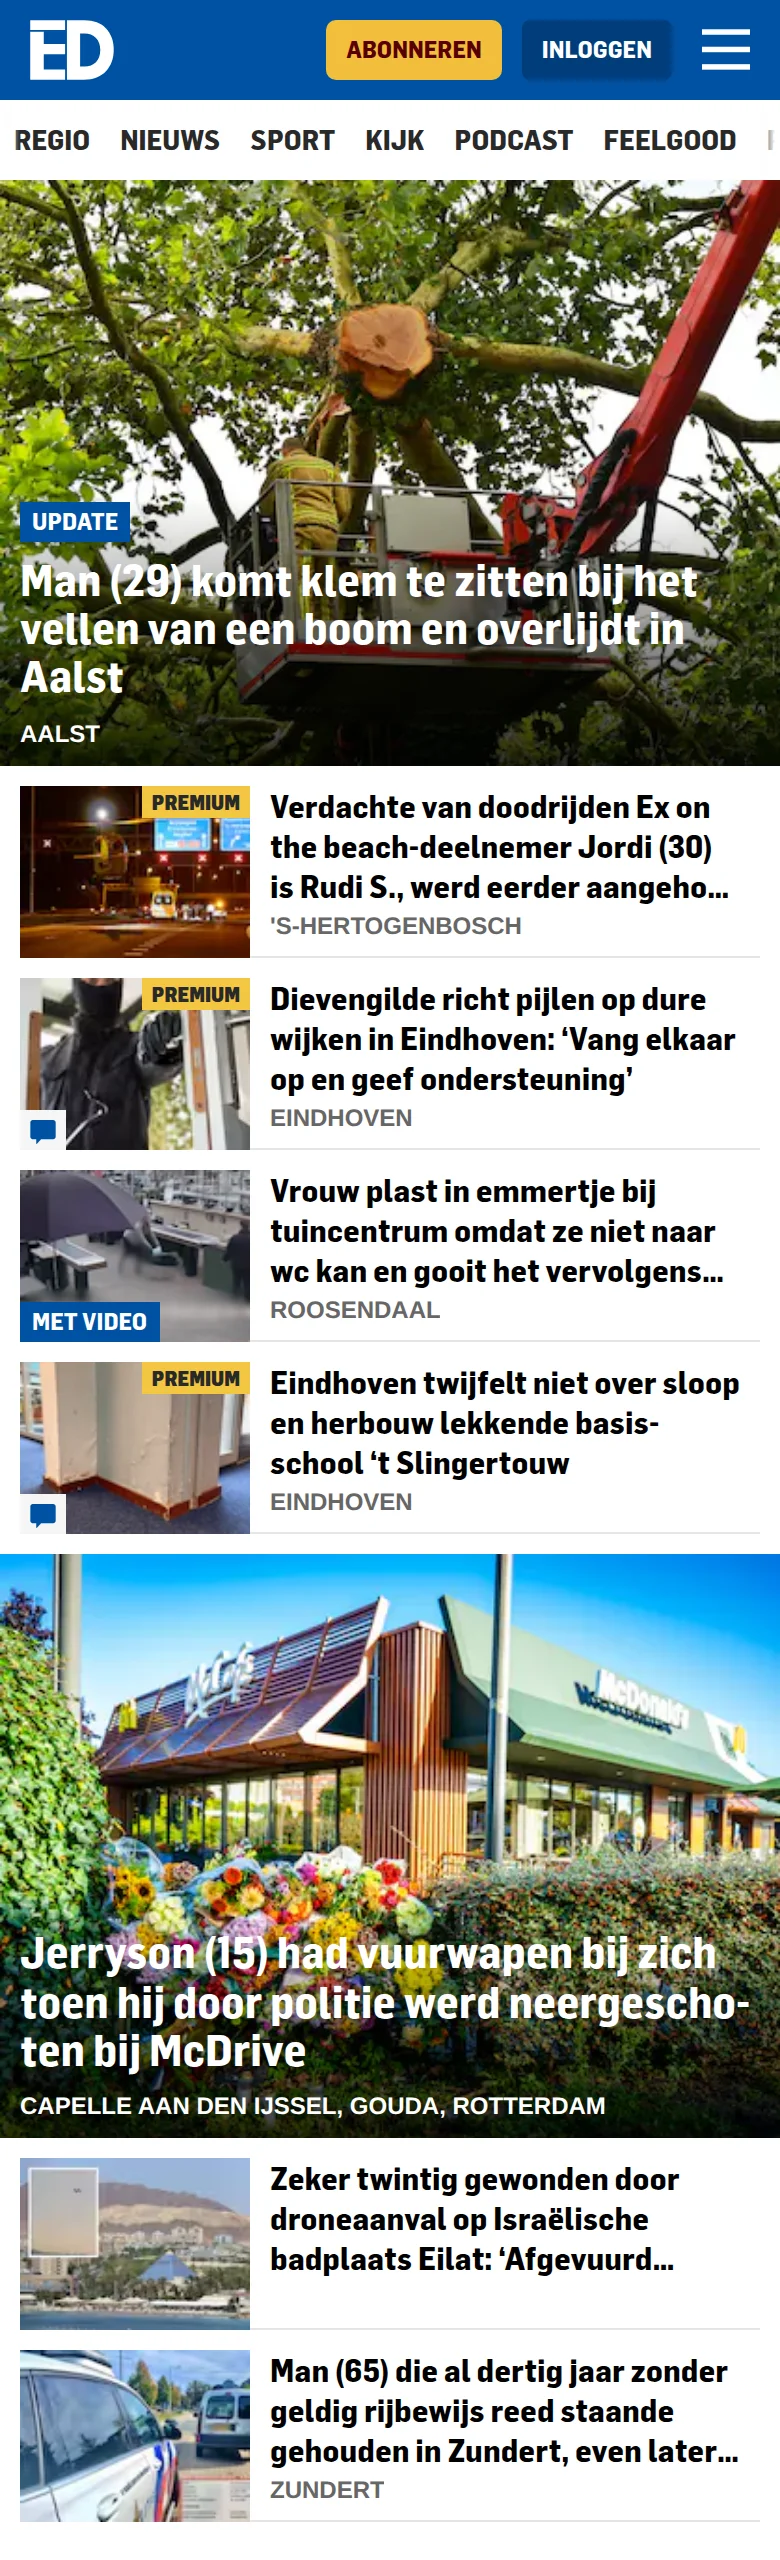 ED
ABONNEREN
INLOGGEN
REGIO NIEUWS SPORT KIJK PODCAST FEELGOOD
UPDATE
Man (29) komt klem te zitten bij het
vellen van een boom en overlijdt in
Aalst
AALST
PREMIUM
Verdachte van doodrijden Ex on
the beach-deelnemer Jordi (30)
is Rudi S., werd eerder aangeho...
'S-HERTOGENBOSCH
PREMIUM
Dievengilde richt pijlen op dure
wijken in Eindhoven: ‘Vang elkaar
op en geef ondersteuning’
EINDHOVEN
MET VIDEO
Vrouw plast in emmertje bij
tuincentrum omdat ze niet naar
wc kan en gooit het vervolgens...
ROOSENDAAL
PREMIUM
Eindhoven twijfelt niet over sloop
en herbouw lekkende basis-
school ‘t Slingertouw
EINDHOVEN
McCafé
McDonald's
Jerryson (15) had vuurwapen bij zich
toen hij door politie werd neergescho-
ten bij McDrive
CAPELLE AAN DEN IJSSEL, GOUDA, ROTTERDAM
Zeker twintig gewonden door
droneaanval op Israëlische
badplaats Eilat: ‘Afgevuurd...
Man (65) die al dertig jaar zonder
geldig rijbewijs reed staande
gehouden in Zundert, even later...
ZUNDERT